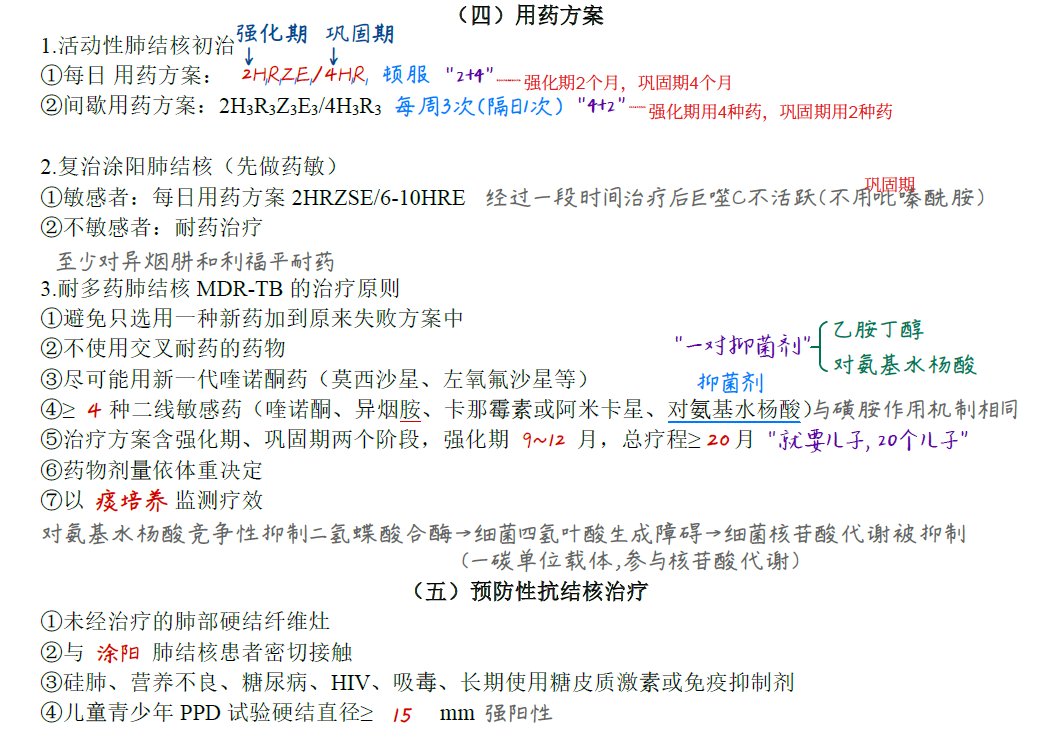 （四）用药方案
强化期 巩固期
1.活动性肺结核初治
①每日 用药方案： 2HRZE/4HR 顿服 "2+4" 强化期2个月，巩固期4个月
②间歇用药方案：2H₃R₃Z₃E₃/4H₃R₃ 每周3次(隔日1次) "4+2" 强化期用4种药，巩固期用2种药
2.复治涂阳肺结核（先做药敏）
巩固期
①敏感者：每日用药方案 2HRZSE/6-10HRE 经过一段时间治疗后巨噬C不活跃(不用吡嗪酰胺)
②不敏感者：耐药治疗
至少对异烟肼和利福平耐药
3.耐多药肺结核 MDR-TB 的治疗原则
①避免只选用一种新药加到原来失败方案中
②不使用交叉耐药的药物
"一对抑菌剂" 乙胺丁醇
对氨基水杨酸
③尽可能用新一代喹诺酮药（莫西沙星、左氧氟沙星等）
抑菌剂
④≥ 4 种二线敏感药（喹诺酮、异烟胺、卡那霉素或阿米卡星、对氨基水杨酸）与磺胺作用机制相同
⑤治疗方案含强化期、巩固期两个阶段，强化期 9~12 月，总疗程≥ 20 月 "就要儿子,20个儿子"
⑥药物剂量依体重决定
⑦以 痰培养 监测疗效
对氨基水杨酸竞争性抑制二氢蝶酸合酶→细菌四氢叶酸生成障碍→细菌核苷酸代谢被抑制
(一碳单位载体,参与核苷酸代谢)
（五）预防性抗结核治疗
①未经治疗的肺部硬结纤维灶
②与 涂阳 肺结核患者密切接触
③硅肺、营养不良、糖尿病、HIV、吸毒、长期使用糖皮质激素或免疫抑制剂
④儿童青少年 PPD 试验硬结直径≥ 15 mm 强阳性